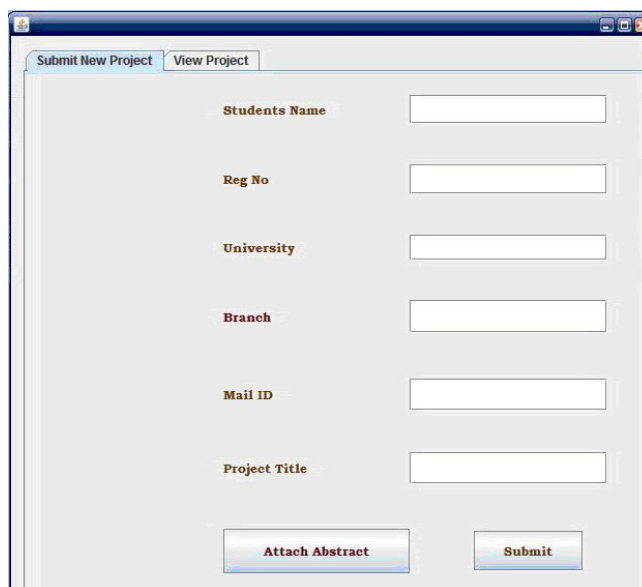 Submit New Project View Project
Students Name
Reg No
University
Branch
Mail ID
Project Title
Attach Abstract Submit